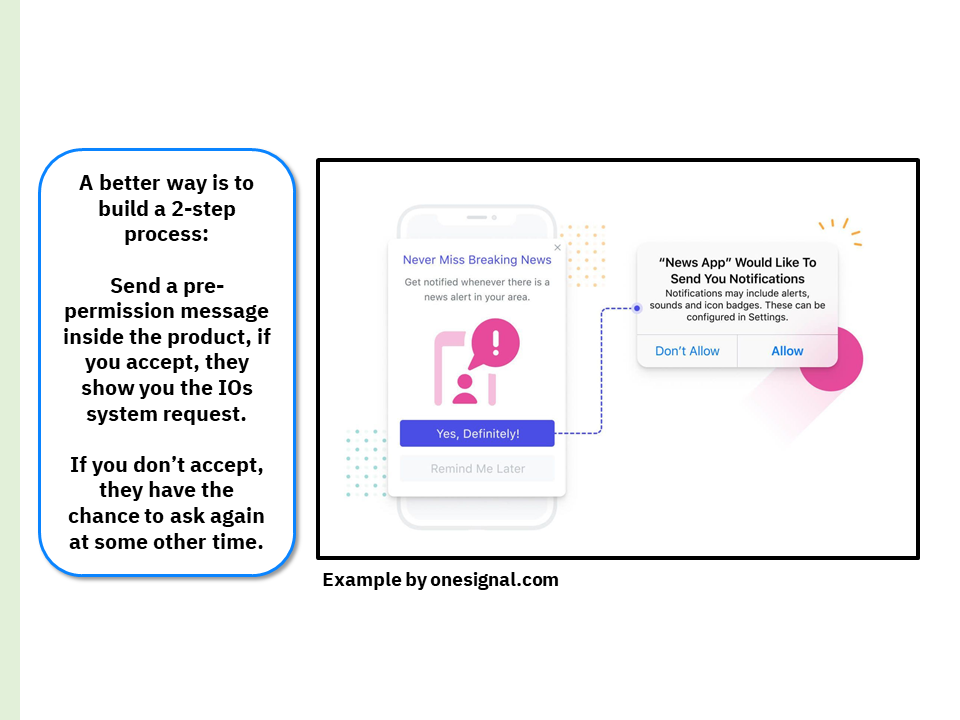 A better way is to
build a 2-step
process:
Send a pre-
permission message
inside the product, if
you accept, they
show you the IOs
system request.
If you don’t accept,
they have the
chance to ask again
at some other time.
Never Miss Breaking News
Get notified whenever there is a
news alert in your area.
Yes, Definitely!
Remind Me Later
“News App” Would Like To
Send You Notifications
Notifications may include alerts,
sounds and icon badges. These can be
configured in Settings.
Don’t Allow
Allow
Example by onesignal.com